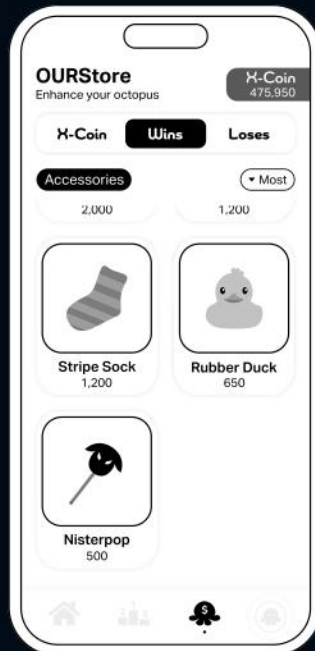 OURStore
Enhance your octopus
X-Coin
475,950
X-Coin
Wins
Loses
Accessories
Most
2,000
1,200
Stripe Sock
1,200
Rubber Duck
650
Nisterpop
500
$